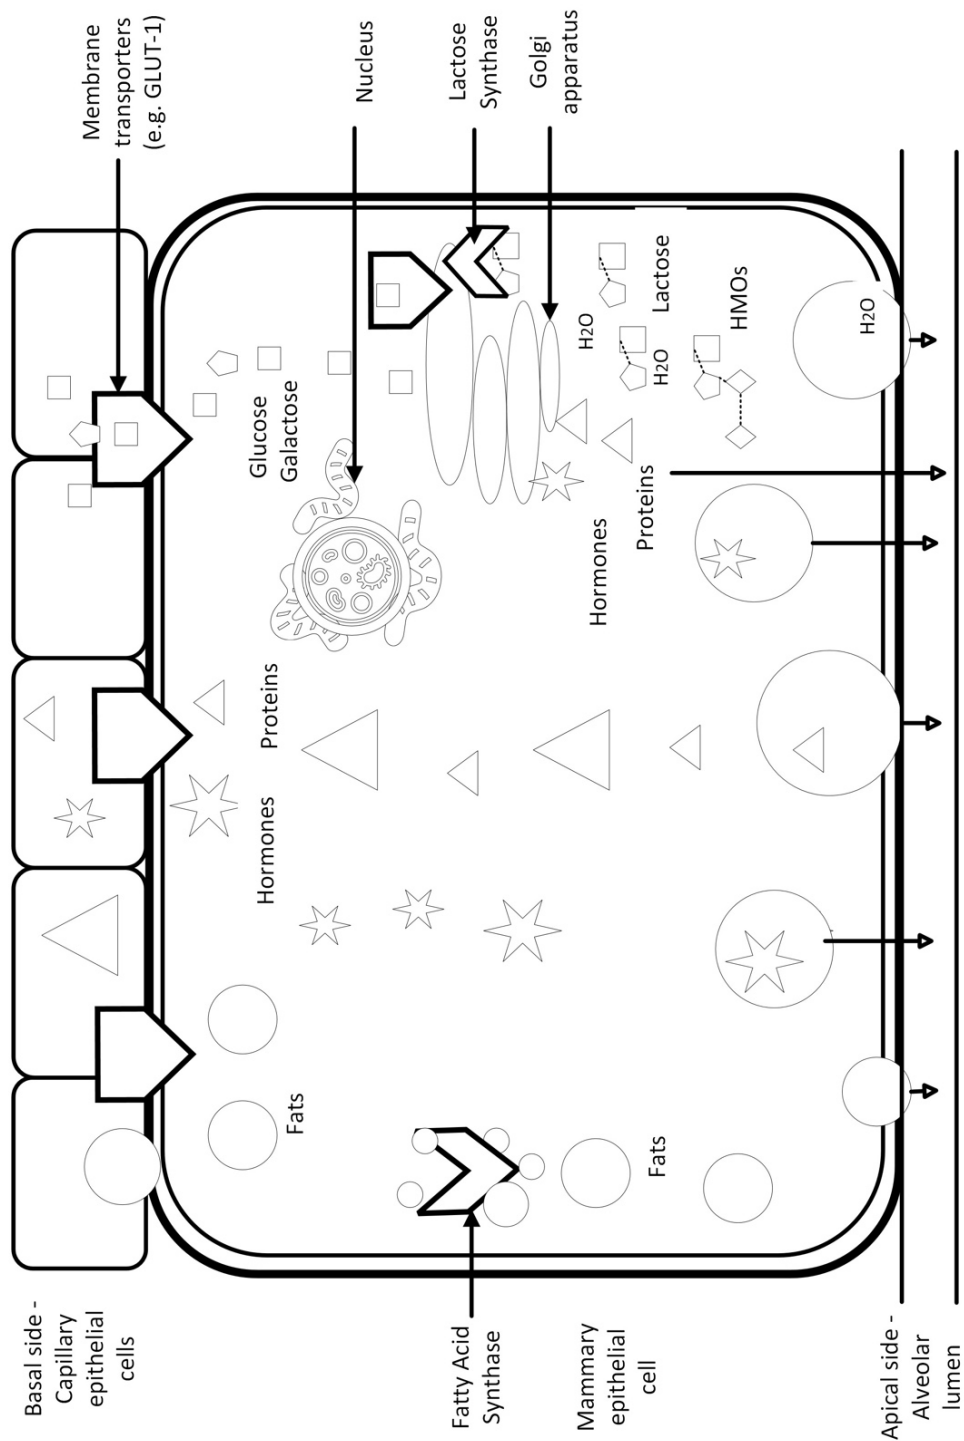 Basal side -
Capillary
epithelial
cells
Fatty Acid
Synthase
Mammary
epithelial
cell
Apical side -
Alveolar
lumen
Fats
Fats
Hormones
Proteins
Glucose
Galactose
Hormones
Proteins
H2O
H2O
Lactose
HMOs
H2O
Membrane
transporters
(e.g. GLUT-1)
Nucleus
Lactose
Synthase
Golgi
apparatus